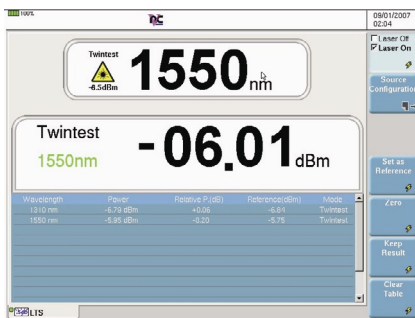 100%
09/01/2007
02:04
Laser Off
Laser On
Twintest
-6.5dBm
1550 nm
Source
Configuration
Twintest
1550nm
-06.01 dBm
Set as
Reference
Wavelength Power Relative P.(dB) Reference(dBm) Mode
1310 nm -6.79 dBm +0.06 -6.84 Twintest
1550 nm -5.95 dBm -0.20 -5.75 Twintest
Zero
Keep
Result
Clear
Table
LTS